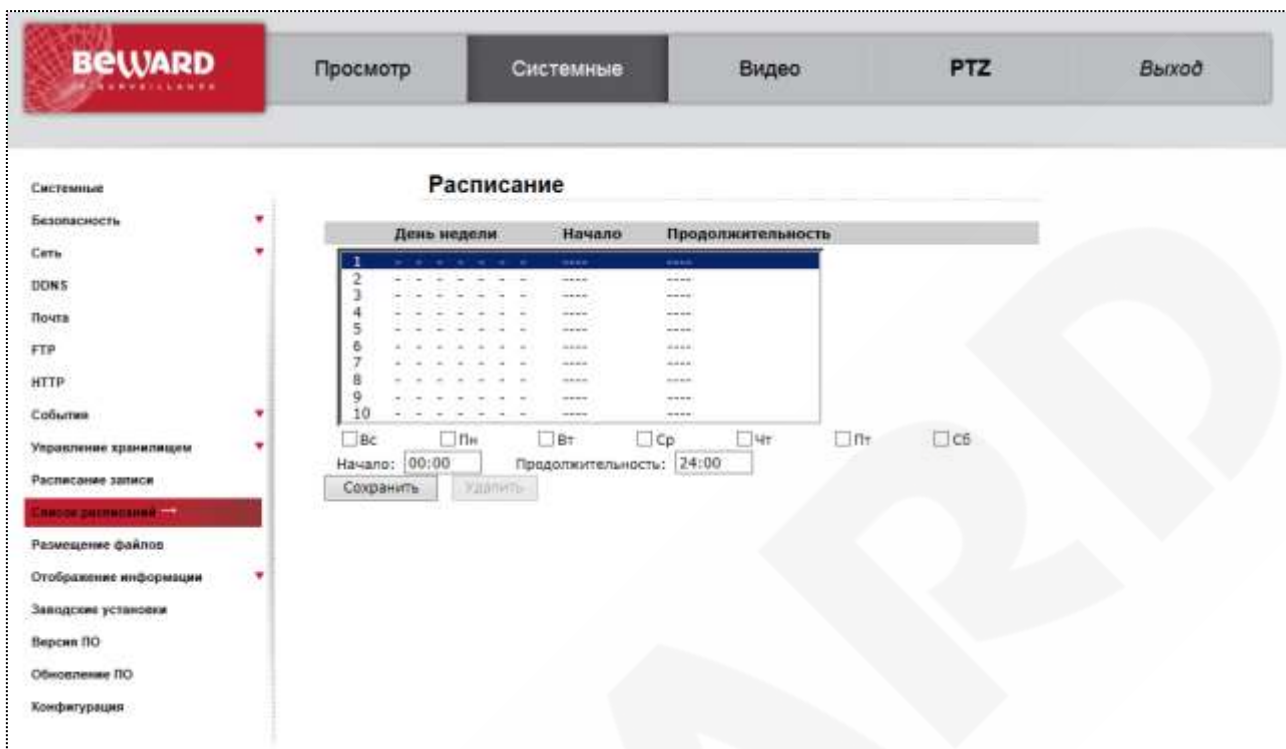 BEWARD
Просмотр Системные Видео PTZ Выход
Системные
Безопасность
Сеть
DDNS
Почта
FTP
HTTP
События
Управление хранилищем
Расписание записи
Список расписаний →
Размещение файлов
Отображение информации
Заводские установки
Версия ПО
Обновление ПО
Конфигурация
Расписание
День недели Начало Продолжительность
1 - - - - - - - ---- ----
2 - - - - - - - ---- ----
3 - - - - - - - ---- ----
4 - - - - - - - ---- ----
5 - - - - - - - ---- ----
6 - - - - - - - ---- ----
7 - - - - - - - ---- ----
8 - - - - - - - ---- ----
9 - - - - - - - ---- ----
10 - - - - - - - ---- ----
Вс Пн Вт Ср Чт Пт Сб
Начало: 00:00 Продолжительность: 24:00
Сохранить Удалить